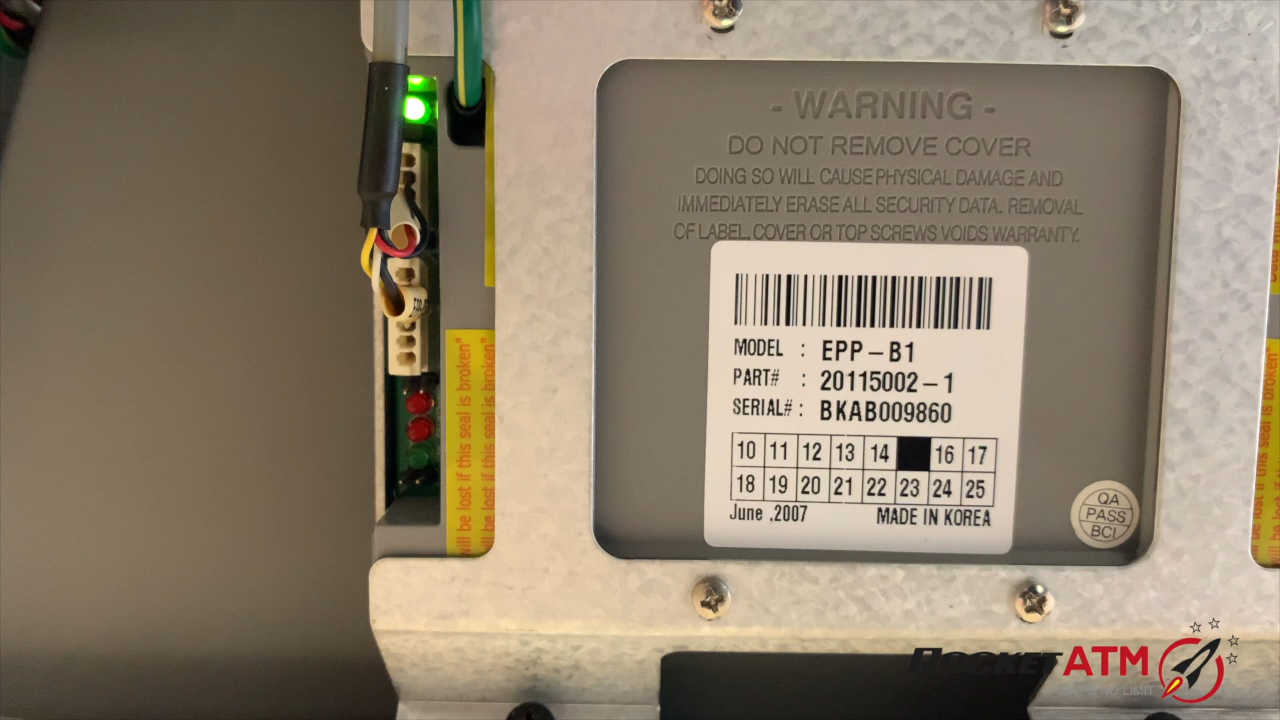 - WARNING -
DO NOT REMOVE COVER
DOING SO WILL CAUSE PHYSICAL DAMAGE AND
IMMEDIATELY ERASE ALL SECURITY DATA. REMOVAL
OF LABEL, COVER OR TOP SCREWS VOIDS WARRANTY.
MODEL : EPP-B1
PART# : 20115002-1
SERIAL# : BKAB009860
10 11 12 13 14 16 17
18 19 20 21 22 23 24 25
June ,2007 MADE IN KOREA
QA
PASS
BCI
will be lost if this seal is broken"
will be lost if this seal is broken"
ROCKET ATM
NO LIMIT